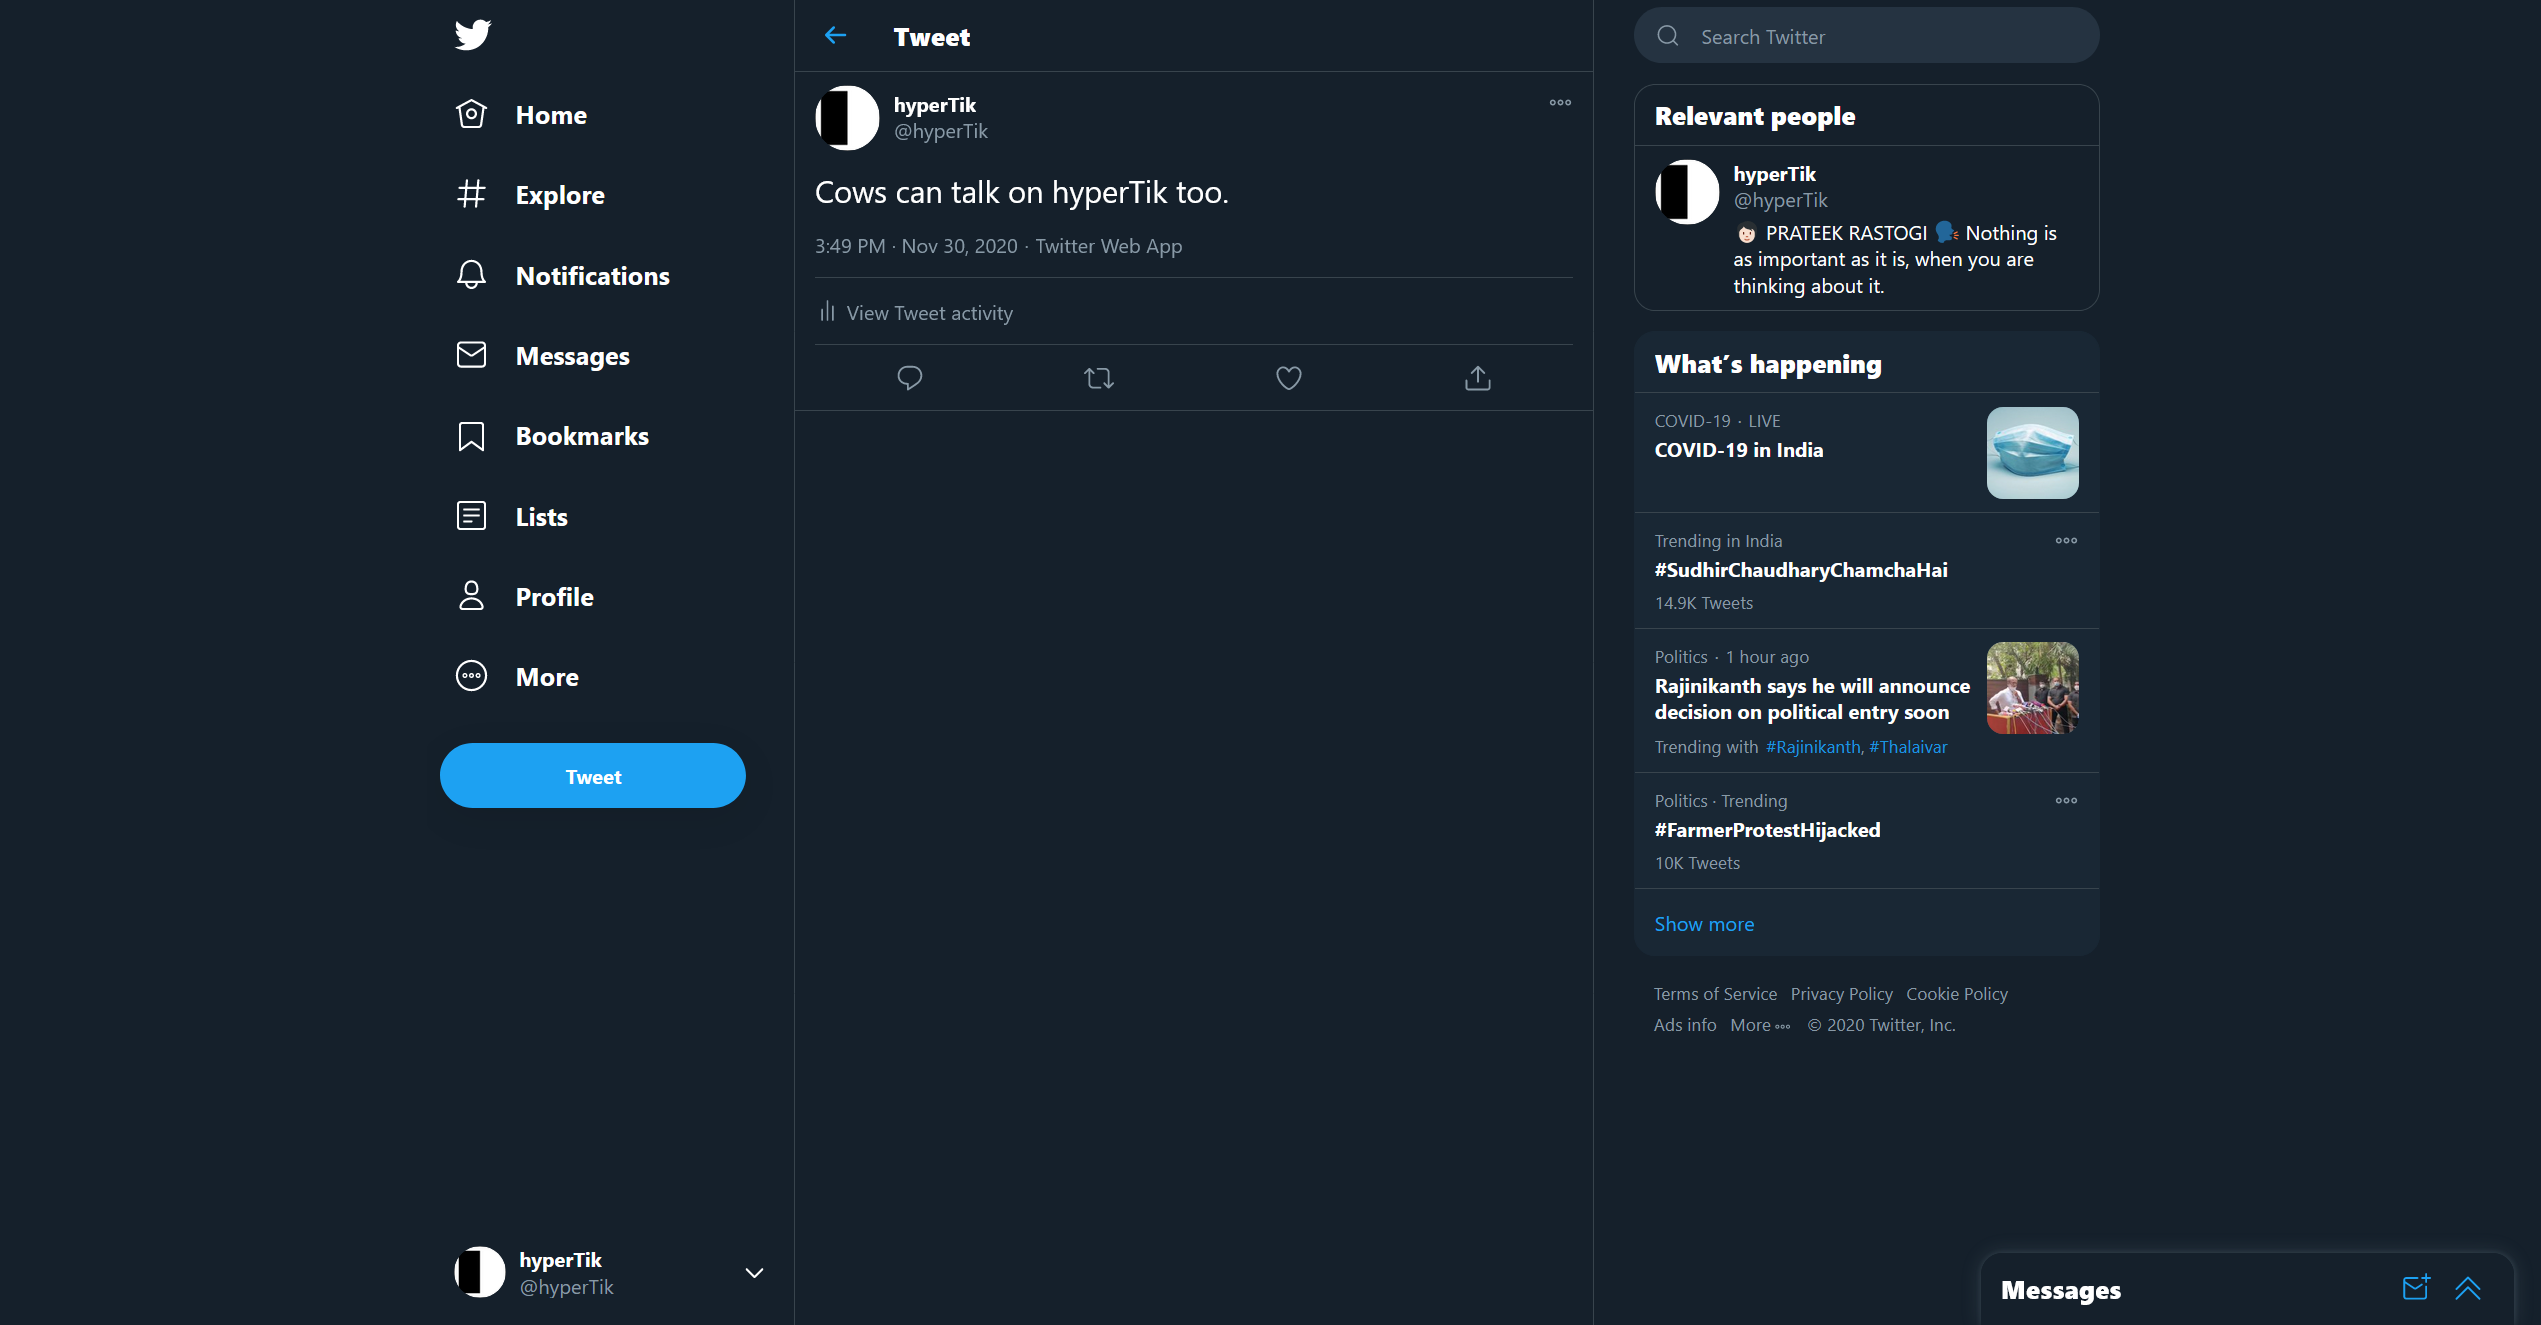 Home
Explore
Notifications
Messages
Bookmarks
Lists
Profile
More
Tweet
hyperTik
@hyperTik
Tweet
hyperTik
@hyperTik
Cows can talk on hyperTik too.
3:49 PM · Nov 30, 2020 · Twitter Web App
View Tweet activity
Search Twitter
Relevant people
hyperTik
@hyperTik
PRATEEK RASTOGI Nothing is
as important as it is, when you are
thinking about it.
What's happening
COVID-19 · LIVE
COVID-19 in India
Trending in India
#SudhirChaudharyChamchaHai
14.9K Tweets
Politics · 1 hour ago
Rajinikanth says he will announce
decision on political entry soon
Trending with #Rajinikanth, #Thalaivar
Politics · Trending
#FarmerProtestHijacked
10K Tweets
Show more
Terms of Service Privacy Policy Cookie Policy
Ads info More © 2020 Twitter, Inc.
Messages